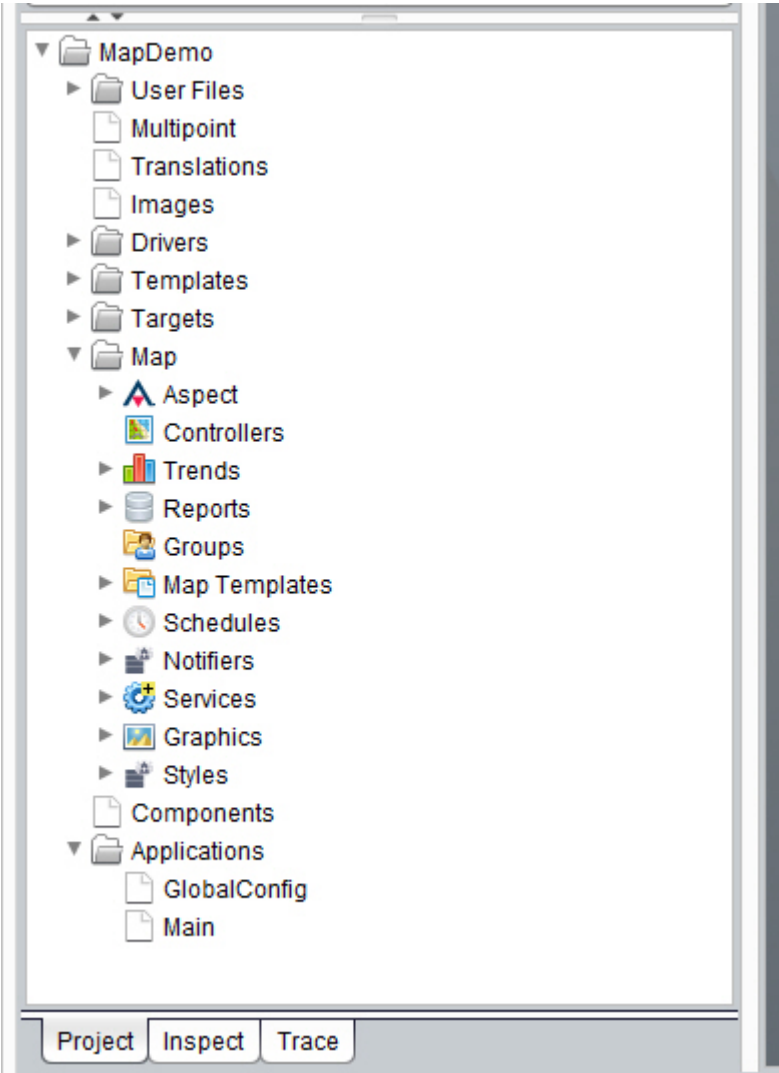 MapDemo
User Files
Multipoint
Translations
Images
Drivers
Templates
Targets
Map
Aspect
Controllers
Trends
Reports
Groups
Map Templates
Schedules
Notifiers
Services
Graphics
Styles
Components
Applications
GlobalConfig
Main
Project Inspect Trace